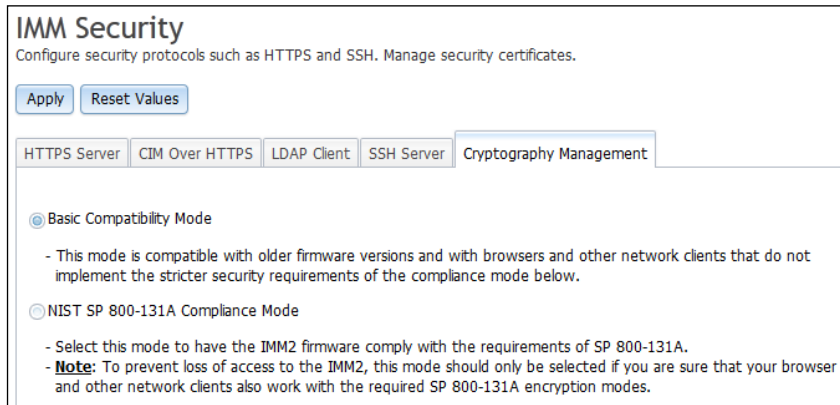 IMM Security
Configure security protocols such as HTTPS and SSH. Manage security certificates.
Apply Reset Values
HTTPS Server CIM Over HTTPS LDAP Client SSH Server Cryptography Management
Basic Compatibility Mode
- This mode is compatible with older firmware versions and with browsers and other network clients that do not
implement the stricter security requirements of the compliance mode below.
NIST SP 800-131A Compliance Mode
- Select this mode to have the IMM2 firmware comply with the requirements of SP 800-131A.
- Note: To prevent loss of access to the IMM2, this mode should only be selected if you are sure that your browser
and other network clients also work with the required SP 800-131A encryption modes.